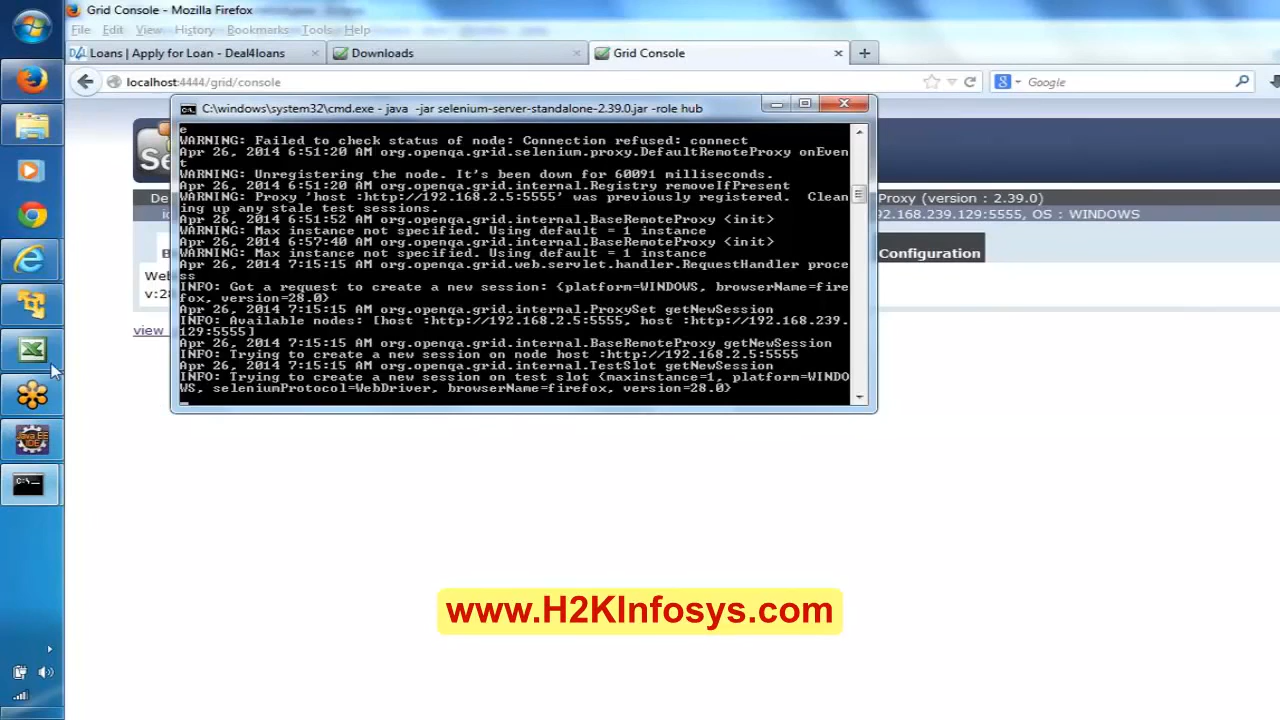 Grid Console - Mozilla Firefox
File Edit View History Bookmarks Tools Help
Loans | Apply for Loan - Deal4loans
Downloads
Grid Console
localhost:4444/grid/console
Google
C:\windows\system32\cmd.exe - java -jar selenium-server-standalone-2.39.0.jar -role hub
e
WARNING: Failed to check status of node: Connection refused: connect
Apr 26, 2014 6:51:20 AM org.openqa.grid.selenium.proxy.DefaultRemoteProxy onEven
t
WARNING: Unregistering the node. It's been down for 60091 milliseconds.
Apr 26, 2014 6:51:20 AM org.openqa.grid.internal.Registry removeIfPresent
WARNING: Proxy 'host :http://192.168.2.5:5555' was previously registered.  Clean
ing up any stale test sessions.
Apr 26, 2014 6:51:52 AM org.openqa.grid.internal.BaseRemoteProxy <init>
WARNING: Max instance not specified. Using default = 1 instance
Apr 26, 2014 6:57:40 AM org.openqa.grid.internal.BaseRemoteProxy <init>
WARNING: Max instance not specified. Using default = 1 instance
Apr 26, 2014 7:15:15 AM org.openqa.grid.web.servlet.handler.RequestHandler proce
ss
INFO: Got a request to create a new session: {platform=WINDOWS, browserName=fire
fox, version=28.0}
Apr 26, 2014 7:15:15 AM org.openqa.grid.internal.ProxySet getNewSession
INFO: Available nodes: [host :http://192.168.2.5:5555, host :http://192.168.239.
129:5555]
Apr 26, 2014 7:15:15 AM org.openqa.grid.internal.BaseRemoteProxy getNewSession
INFO: Trying to create a new session on node host :http://192.168.2.5:5555
Apr 26, 2014 7:15:15 AM org.openqa.grid.internal.TestSlot getNewSession
INFO: Trying to create a new session on test slot {maxinstance=1, platform=WINDO
WS, seleniumProtocol=WebDriver, browserName=firefox, version=28.0}
Se
De
Proxy (version : 2.39.0)
92.168.239.129:5555, OS : WINDOWS
Configuration
Web
v:28
view
www.H2KInfosys.com